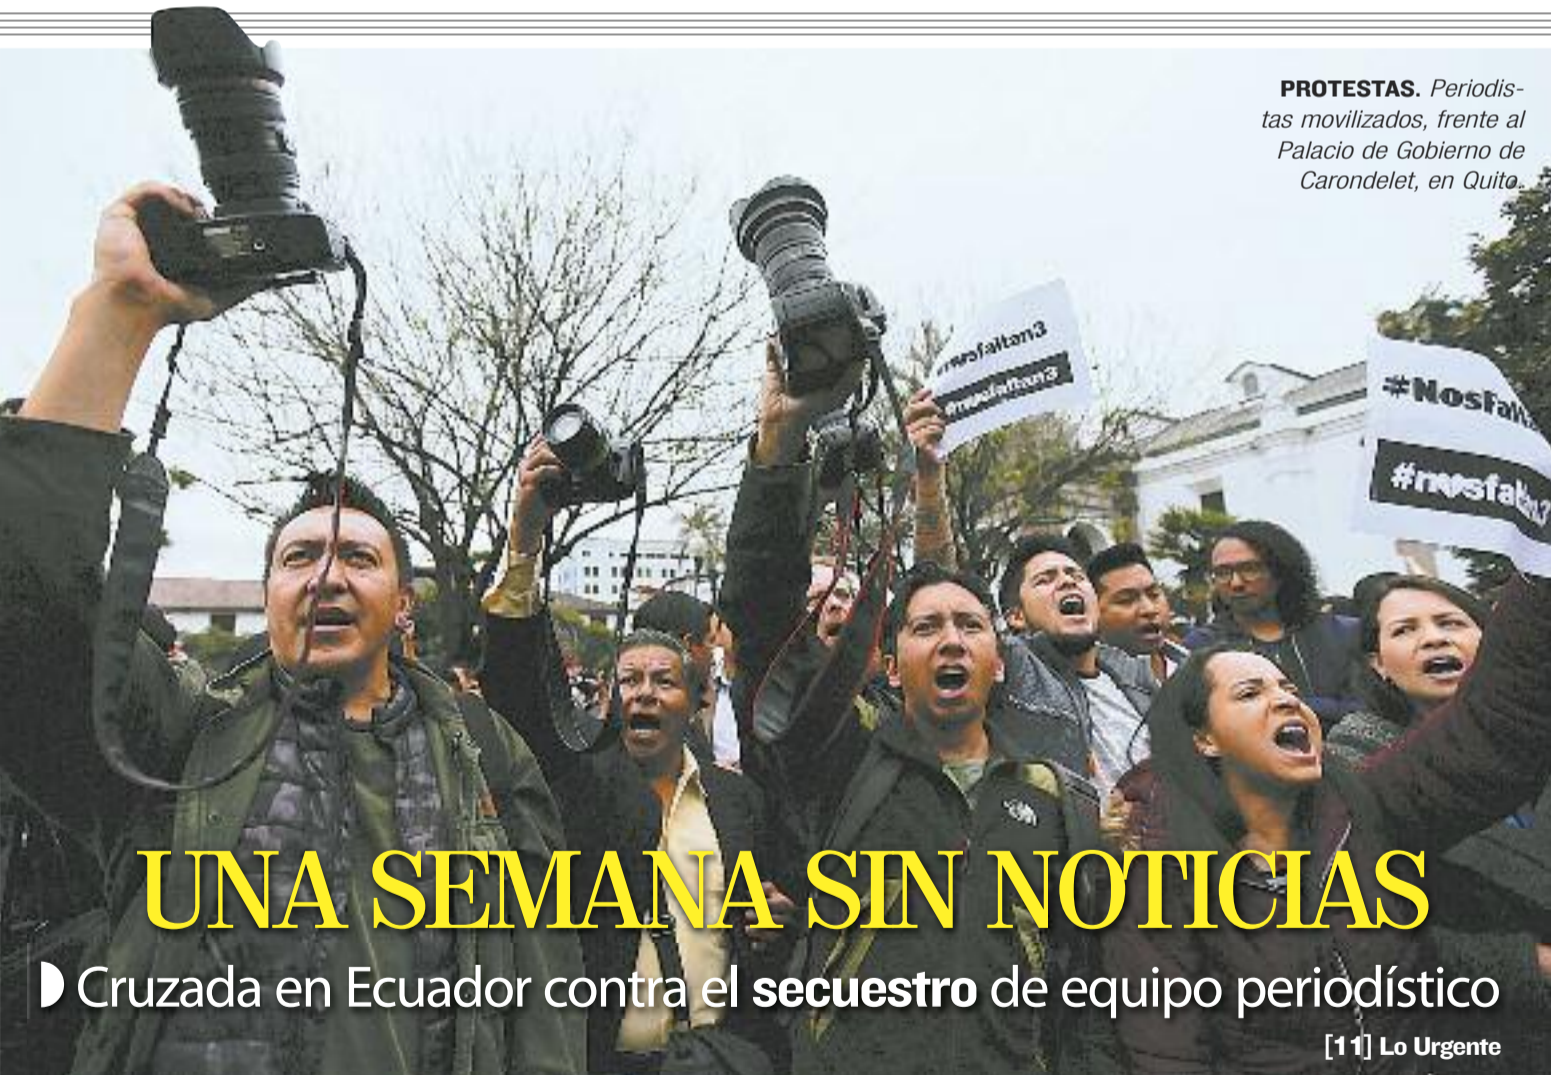 PROTESTAS. Periodis-
tas movilizados, frente al
Palacio de Gobierno de
Carondelet, en Quito.
#nosfaltan3
#nosfaltan3
#NosFalt
#nosfaltan3
UNA SEMANA SIN NOTICIAS
Cruzada en Ecuador contra el secuestro de equipo periodístico
[11] Lo Urgente